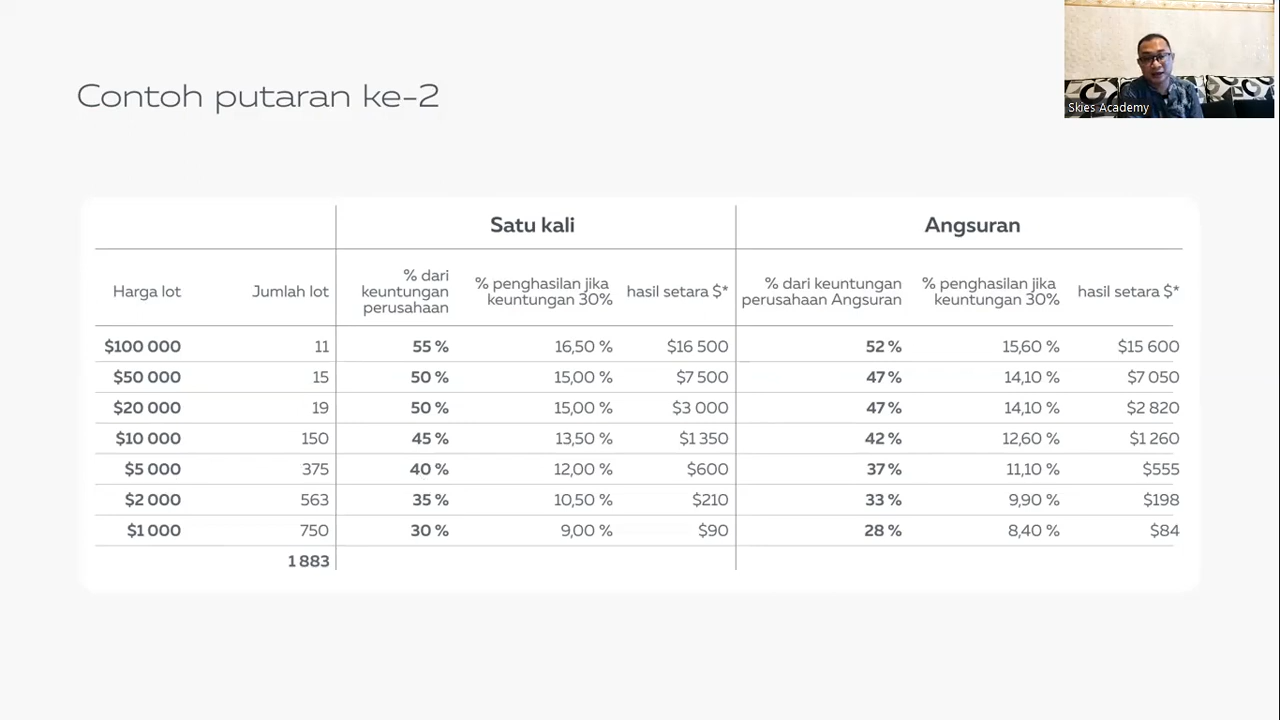 Contoh putaran ke-2
Skies Academy
Satu kali Angsuran
Harga lot Jumlah lot % dari keuntungan perusahaan % penghasilan jika keuntungan 30% hasil setara $* % dari keuntungan perusahaan Angsuran % penghasilan jika keuntungan 30% hasil setara $*
$100 000 11 55 % 16,50 % $16 500 52 % 15,60 % $15 600
$50 000 15 50 % 15,00 % $7 500 47 % 14,10 % $7 050
$20 000 19 50 % 15,00 % $3 000 47 % 14,10 % $2 820
$10 000 150 45 % 13,50 % $1 350 42 % 12,60 % $1 260
$5 000 375 40 % 12,00 % $600 37 % 11,10 % $555
$2 000 563 35 % 10,50 % $210 33 % 9,90 % $198
$1 000 750 30 % 9,00 % $90 28 % 8,40 % $84
1 883